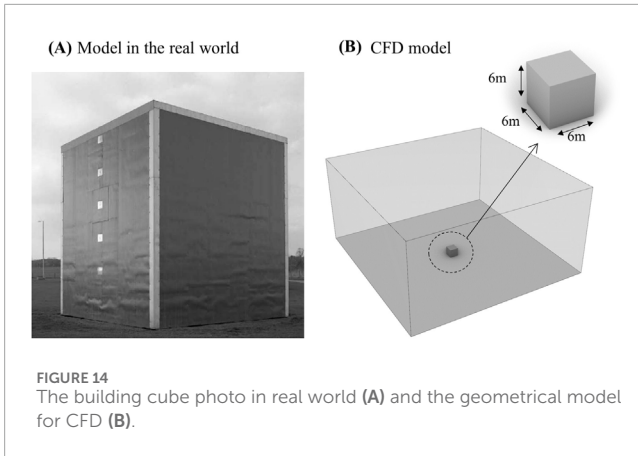 (A) Model in the real world
(B) CFD model
6m
6m
6m
FIGURE 14
The building cube photo in real world (A) and the geometrical model
for CFD (B).